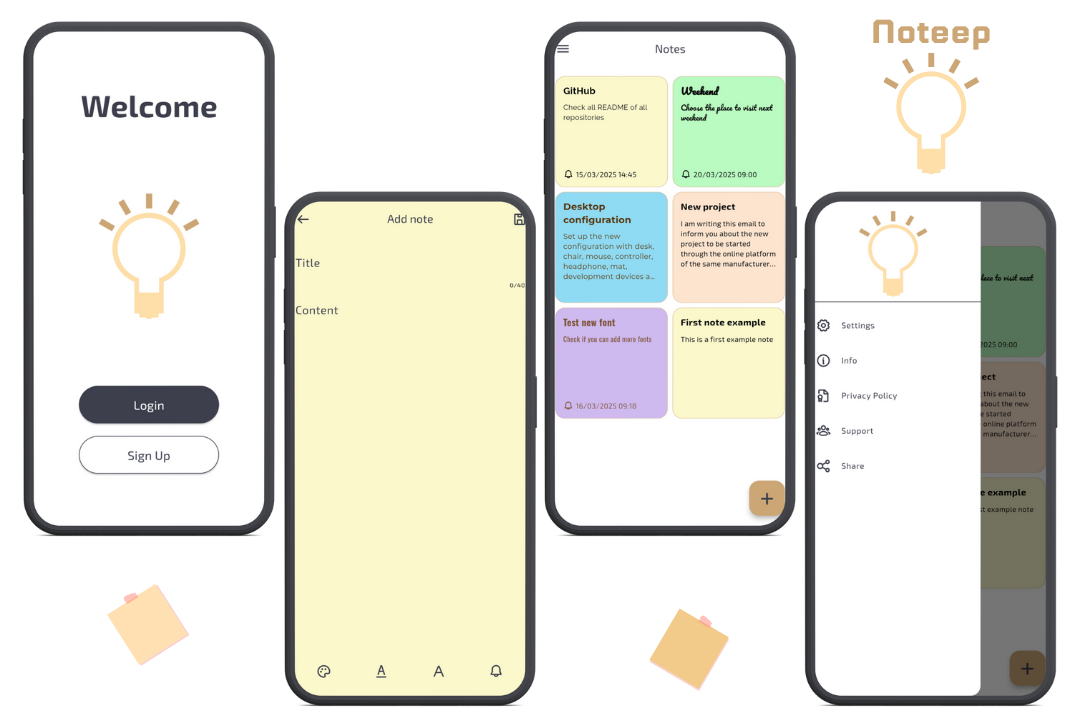 Welcome
Login
Sign Up
Add note
Title
0/40
Content
A
A
Notes
GitHub
Check all README of all
repositories
15/03/2025 14:45
Weekend
Choose the place to visit next
weekend
20/03/2025 09:00
Desktop
configuration
Set up the new
configuration with desk,
chair, mouse, controller,
headphone, mat,
development devices a...
New project
I am writing this email to
inform you about the new
project to be started
through the online platform
of the same manufacturer...
Test new font
Check if you can add more fonts
16/03/2025 09:18
First note example
This is a first example note
Noteep
Settings
Info
Privacy Policy
Support
Share
place to visit next
2025 09:00
ject
this email to
about the new
e started
online platform
manufacturer...
e example
st example note